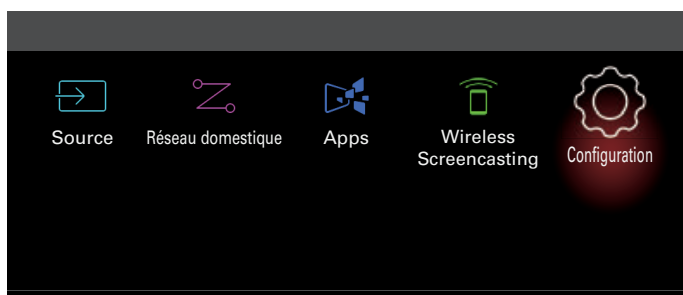 Source
Réseau domestique
Apps
Wireless
Screencasting
Configuration